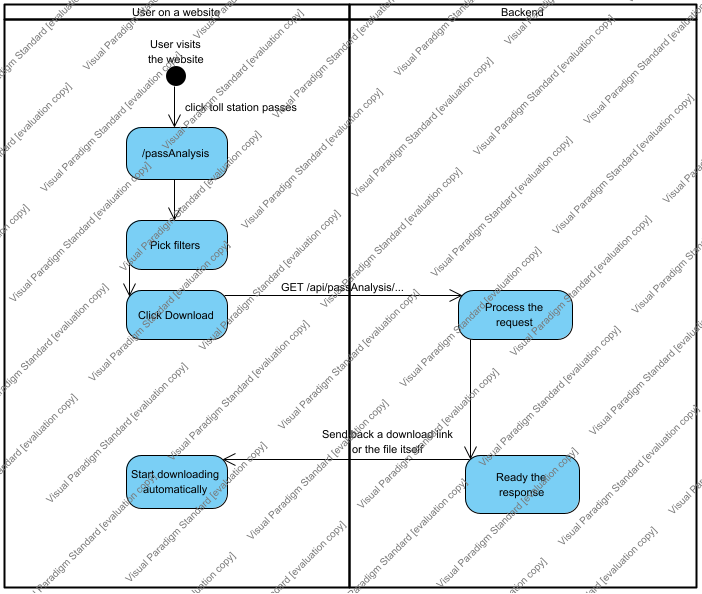 User on a website
Backend
User visits
the website
click toll station passes
/passAnalysis
Pick filters
GET /api/passAnalysis/...
Click Download
Process the
request
Send back a download link
or the file itself
Start downloading
automatically
Ready the
response
Visual Paradigm Standard [evaluation copy]